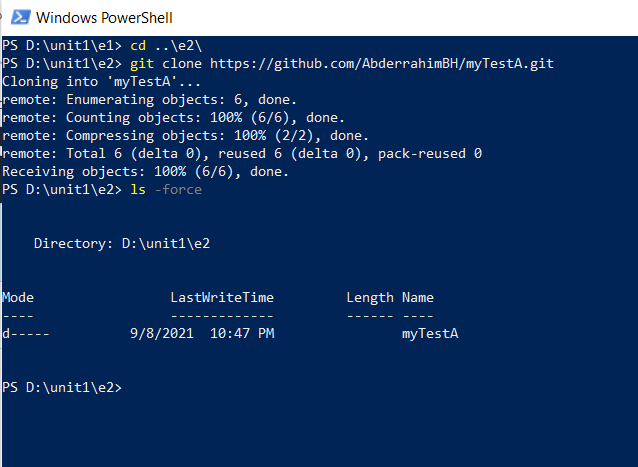 Windows PowerShell
PS D:\unit1\e1> cd ..\e2\
PS D:\unit1\e2> git clone https://github.com/AbderrahimBH/myTestA.git
Cloning into 'myTestA'...
remote: Enumerating objects: 6, done.
remote: Counting objects: 100% (6/6), done.
remote: Compressing objects: 100% (2/2), done.
remote: Total 6 (delta 0), reused 6 (delta 0), pack-reused 0
Receiving objects: 100% (6/6), done.
PS D:\unit1\e2> ls -force
Directory: D:\unit1\e2
Mode LastWriteTime Length Name
---- ------------- ------ ----
d----- 9/8/2021 10:47 PM myTestA
PS D:\unit1\e2>